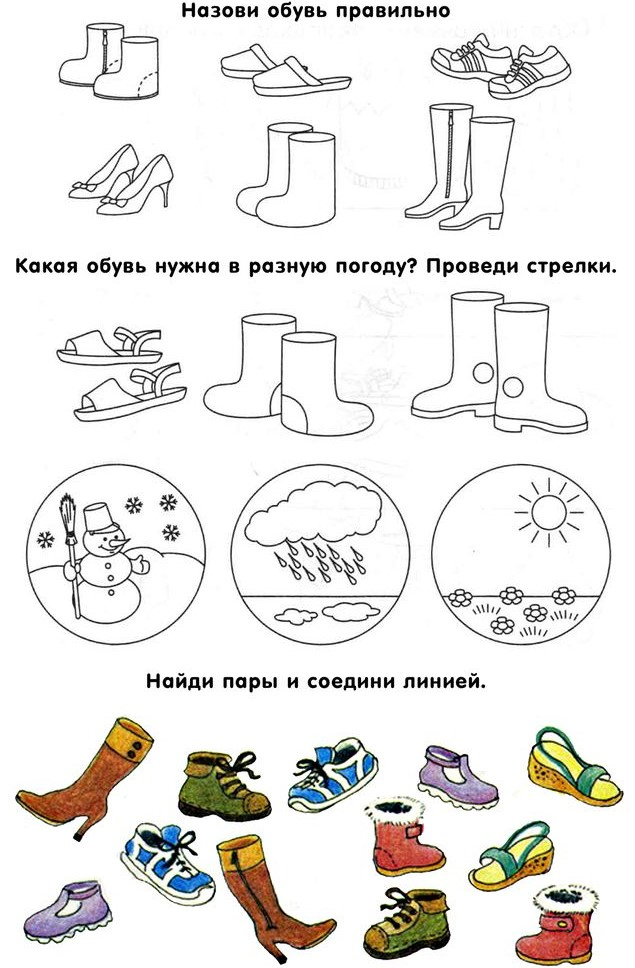 Назови обувь правильно
Какая обувь нужна в разную погоду? Проведи стрелки.
Найди пары и соедини линией.